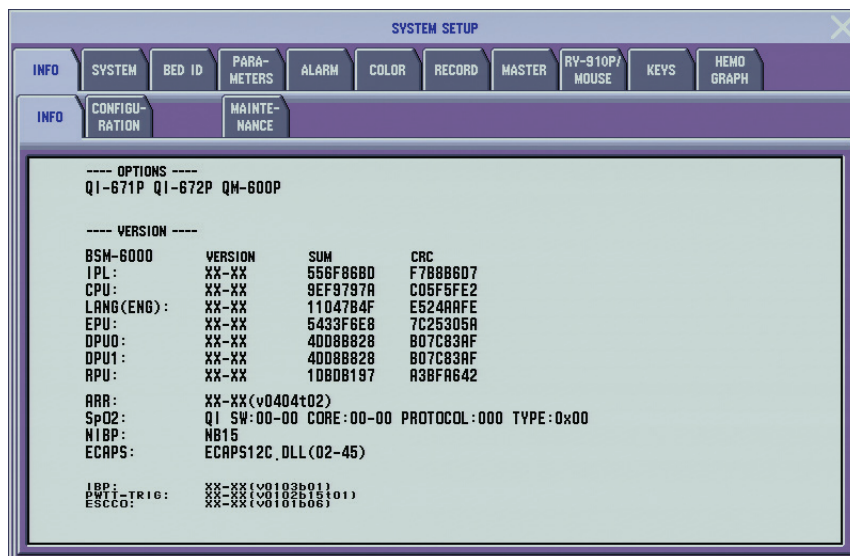 SYSTEM SETUP
INFO SYSTEM BED ID PARA-METERS ALARM COLOR RECORD MASTER RY-910P/MOUSE KEYS HEMO GRAPH
INFO CONFIGU-RATION MAINTE-NANCE
---- OPTIONS ----
QI-671P QI-672P QM-600P
---- VERSION ----
BSM-6000 VERSION SUM CRC
IPL: XX-XX 556F86BD F7B8B6D7
CPU: XX-XX 9EF9797A C05F5FE2
LANG(ENG): XX-XX 11047B4F E524AAFE
EPU: XX-XX 5433F6E8 7C25305A
DPU0: XX-XX 4DD8B828 B07C83AF
DPU1: XX-XX 4DD8B828 B07C83AF
RPU: XX-XX 1DBDB197 A3BFA642
ARR: XX-XX(v0404t02)
SpO2: QI SW:00-00 CORE:00-00 PROTOCOL:000 TYPE:0x00
NIBP: NB15
ECAPS: ECAPS12C.DLL(02-45)
IBP: XX-XX(v0103b01)
PWTT-TRIG: XX-XX(v0102b15t01)
ESCCO: XX-XX(v0101b06)